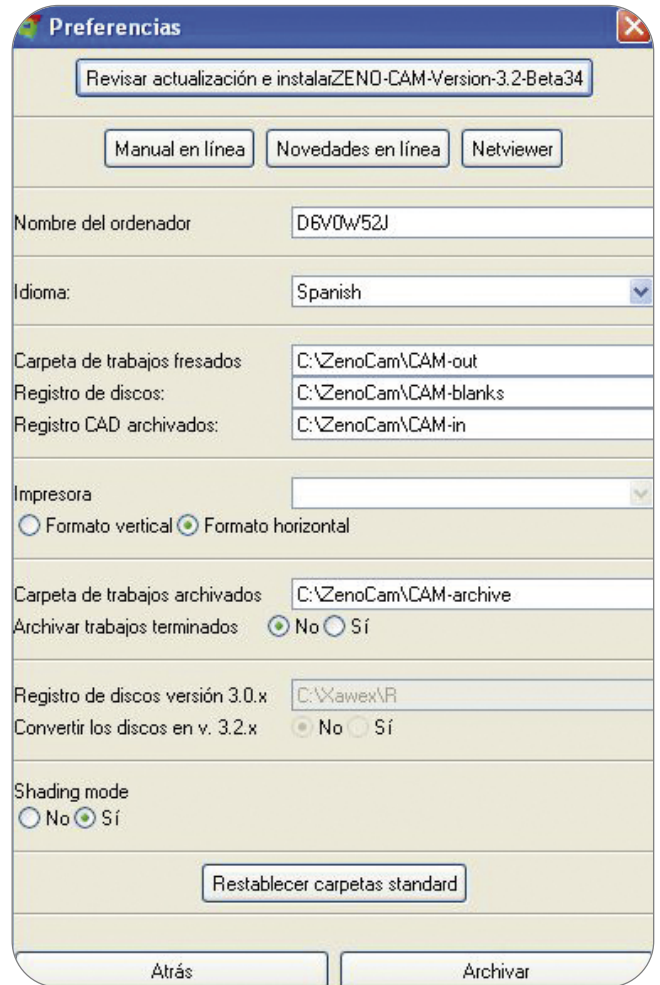 Preferencias
Revisar actualización e instalarZENO-CAM-Version-3.2-Beta34
Manual en línea Novedades en línea Netviewer
Nombre del ordenador D6V0W52J
Idioma: Spanish
Carpeta de trabajos fresados C:\ZenoCam\CAM-out
Registro de discos: C:\ZenoCam\CAM-blanks
Registro CAD archivados: C:\ZenoCam\CAM-in
Impresora
Formato vertical Formato horizontal
Carpeta de trabajos archivados C:\ZenoCam\CAM-archive
Archivar trabajos terminados No Sí
Registro de discos versión 3.0.x C:\Xawex\R
Convertir los discos en v. 3.2.x No Sí
Shading mode
No Sí
Restablecer carpetas standard
Atrás Archivar